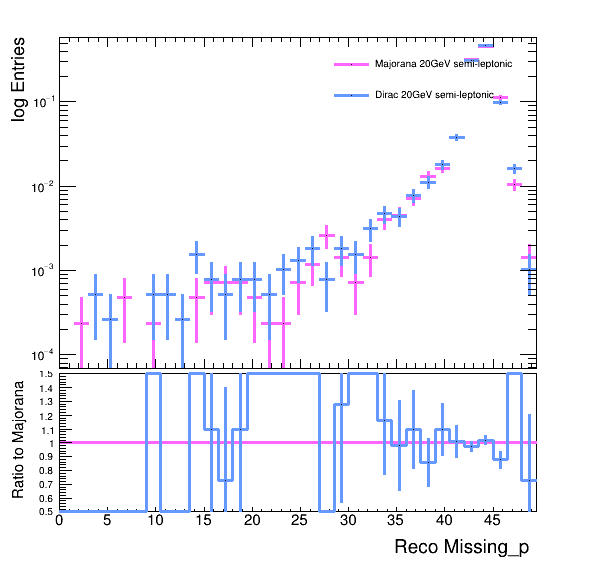 log Entries
Majorana 20GeV semi-leptonic
Dirac 20GeV semi-leptonic
10⁻¹
10⁻²
10⁻³
10⁻⁴
Ratio to Majorana
1.5
1.4
1.3
1.2
1.1
1
0.9
0.8
0.7
0.6
0.5
0 5 10 15 20 25 30 35 40 45
Reco Missing_p